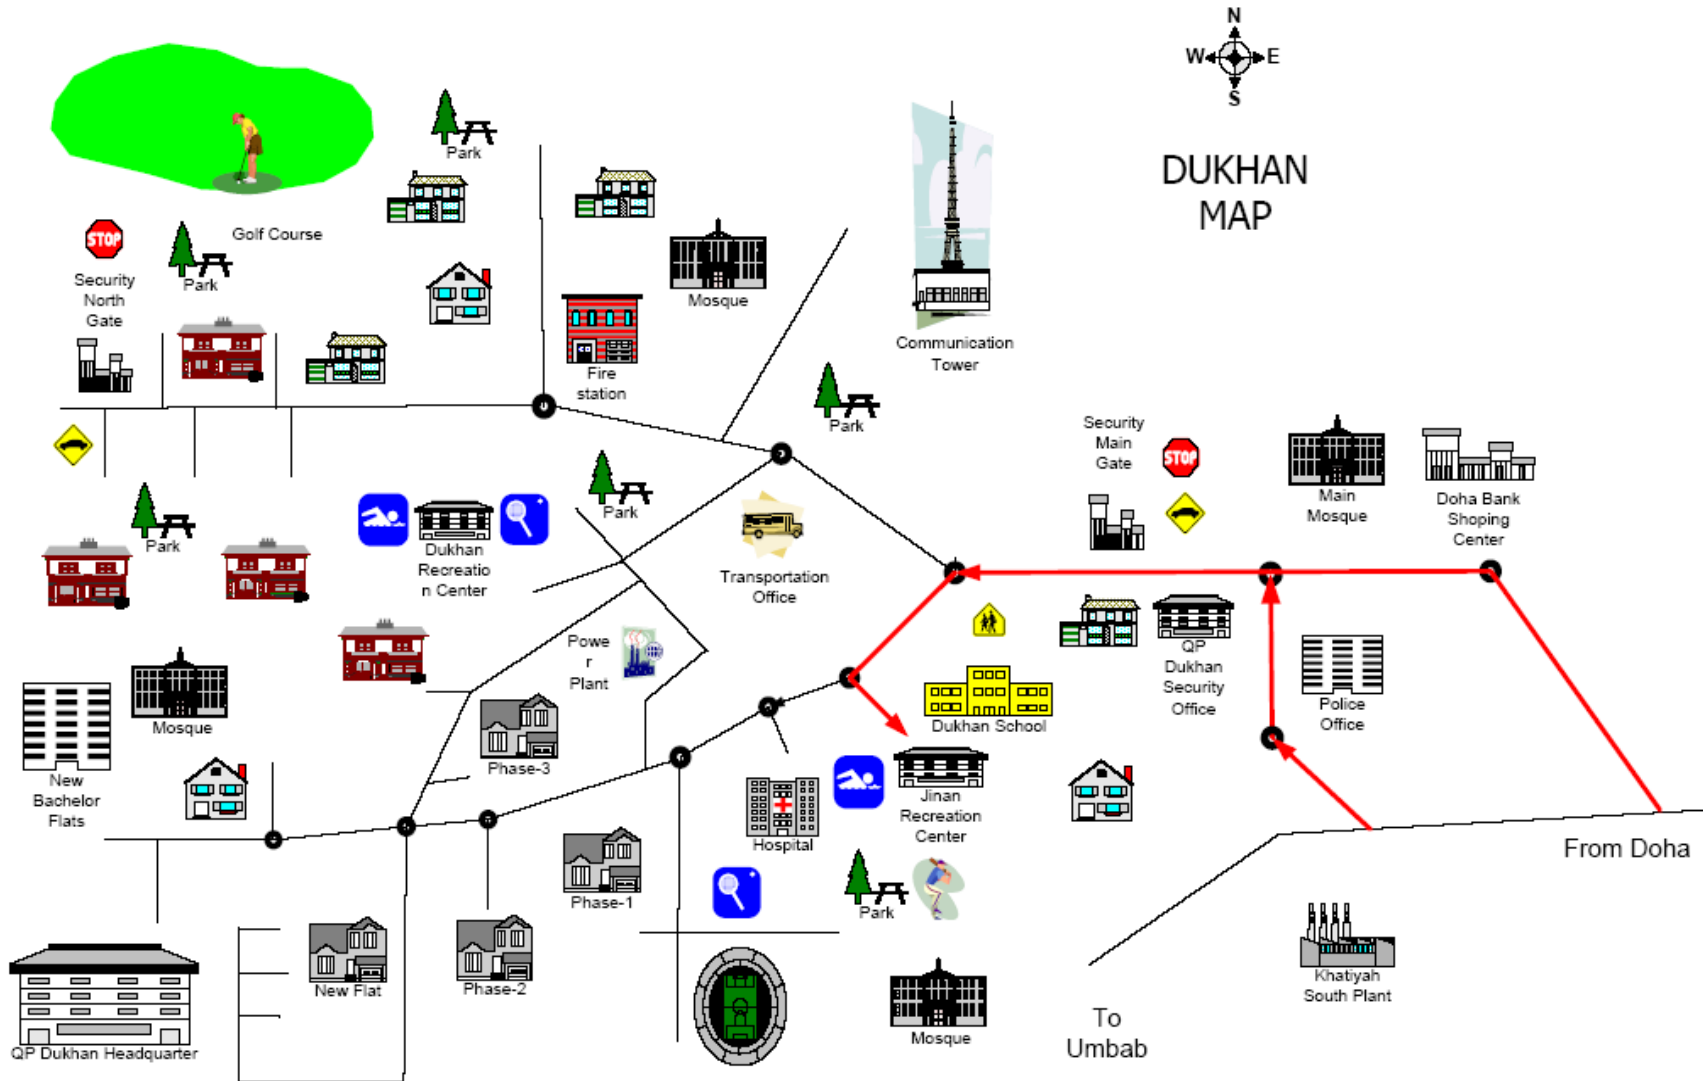 N
W
E
S
DUKHAN
MAP
Park
Golf Course
STOP
Security
North
Gate
Park
Mosque
Fire
station
Communication
Tower
Park
Security
Main
Gate
STOP
Main
Mosque
Doha Bank
Shoping
Center
Park
Park
Dukhan
Recreatio
n Center
Transportation
Office
Powe
r
Plant
QP
Dukhan
Security
Office
Police
Office
Dukhan School
Mosque
New
Bachelor
Flats
Phase-3
Jinan
Recreation
Center
Hospital
From Doha
Phase-1
Park
New Flat
Phase-2
Khatiyah
South Plant
To
Umbab
Mosque
QP Dukhan Headquarter